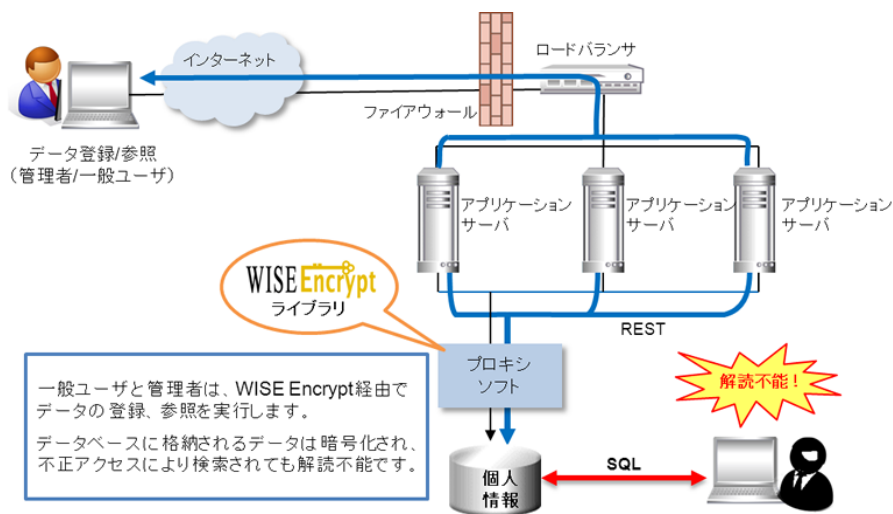 インターネット
ロードバランサ
ファイアウォール
データ登録/参照
(管理者/一般ユーザ)
アプリケーション
サーバ
アプリケーション
サーバ
アプリケーション
サーバ
WISE Encrypt
ライブラリ
REST
プロキシ
ソフト
解読不能!
一般ユーザと管理者は、WISE Encrypt経由で
データの登録、参照を実行します。
データベースに格納されるデータは暗号化され、
不正アクセスにより検索されても解読不能です。
個人
情報
SQL